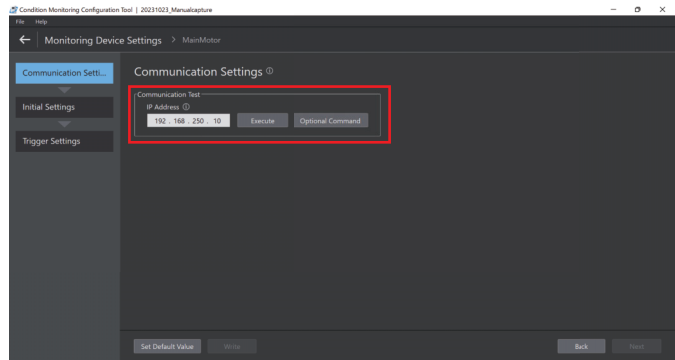 Condition Monitoring Configuration Tool | 20231023_Manualcapture
File Help
Monitoring Device Settings > MainMotor
Communication Setti...
Communication Settings
Communication Test
IP Address
192 . 168 . 250 . 10 Execute Optional Command
Initial Settings
Trigger Settings
Set Default Value Write Back Next